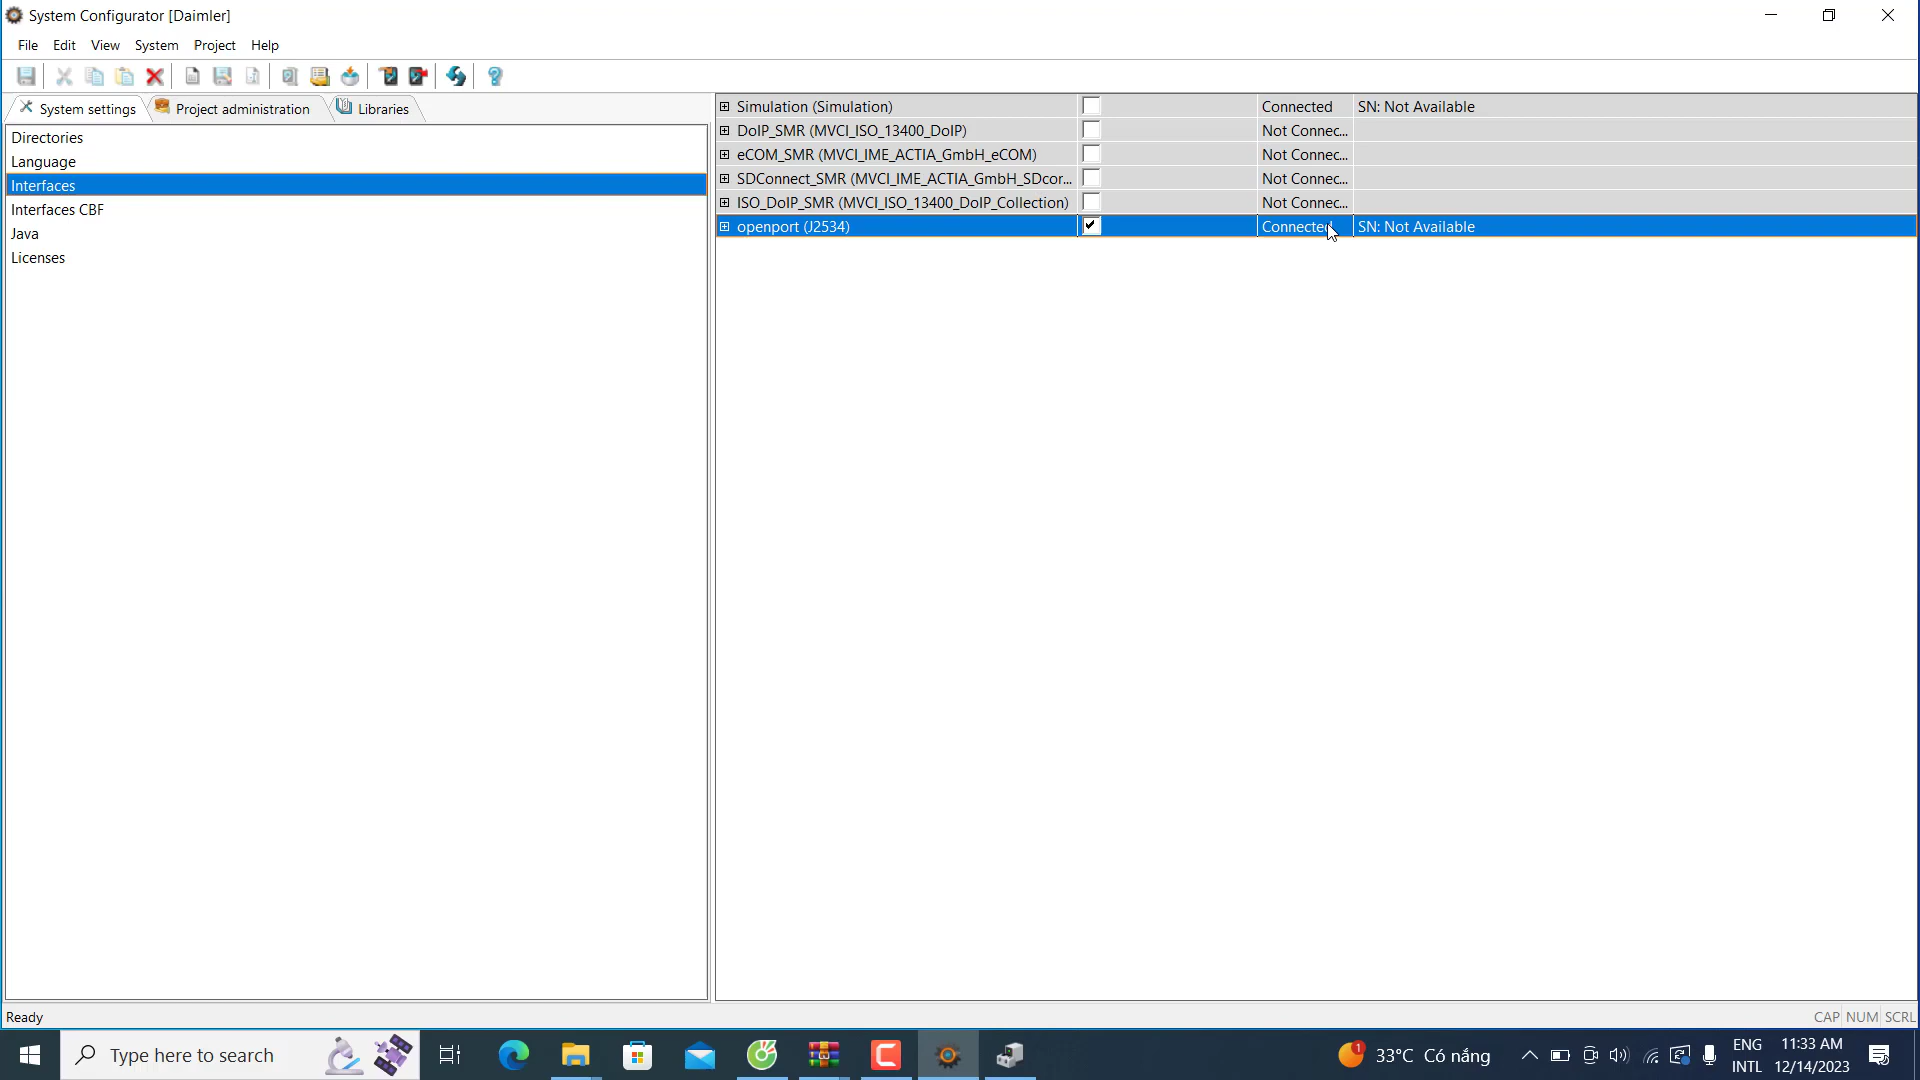 System Configurator [Daimler]
File Edit View System Project Help
System settings Project administration Libraries
Directories
Language
Interfaces
Interfaces CBF
Java
Licenses
Simulation (Simulation) Connected SN: Not Available
DoIP_SMR (MVCI_ISO_13400_DoIP) Not Connec...
eCOM_SMR (MVCI_IME_ACTIA_GmbH_eCOM) Not Connec...
SDConnect_SMR (MVCI_IME_ACTIA_GmbH_SDcor... Not Connec...
ISO_DoIP_SMR (MVCI_ISO_13400_DoIP_Collection) Not Connec...
openport (J2534) Connected SN: Not Available
Ready CAP NUM SCRL
Type here to search
1 33°C Có nắng
ENG
INTL
11:33 AM
12/14/2023